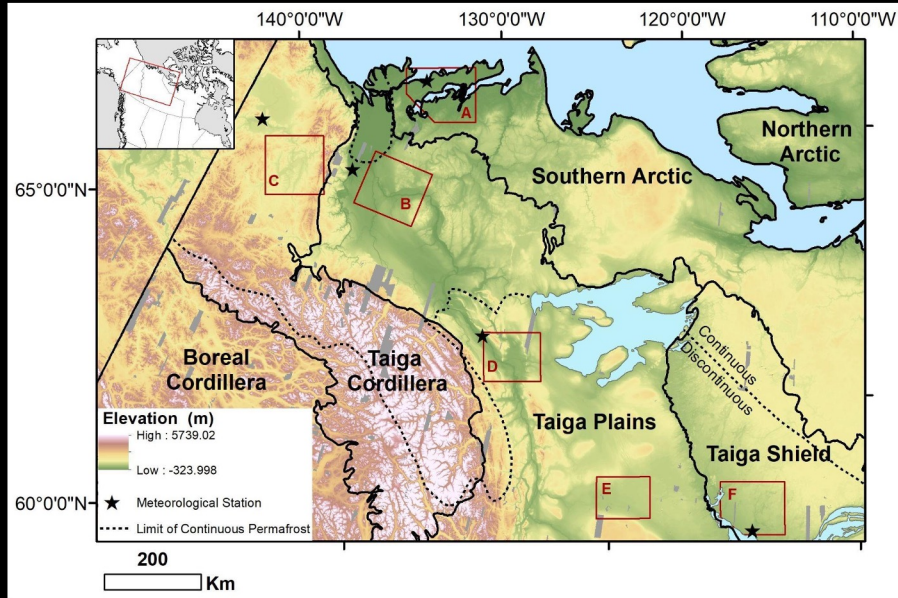 140°0'0"W
130°0'0"W
120°0'0"W
110°0'0"W
A
Northern
Arctic
C
65°0'0"N
Southern Arctic
B
Continuous
Discontinuous
Boreal
Cordillera
Taiga
Cordillera
D
Taiga Plains
Taiga Shield
Elevation (m)
High : 5739.02
Low : -323.998
E
F
60°0'0"N
Meteorological Station
Limit of Continuous Permafrost
200
Km